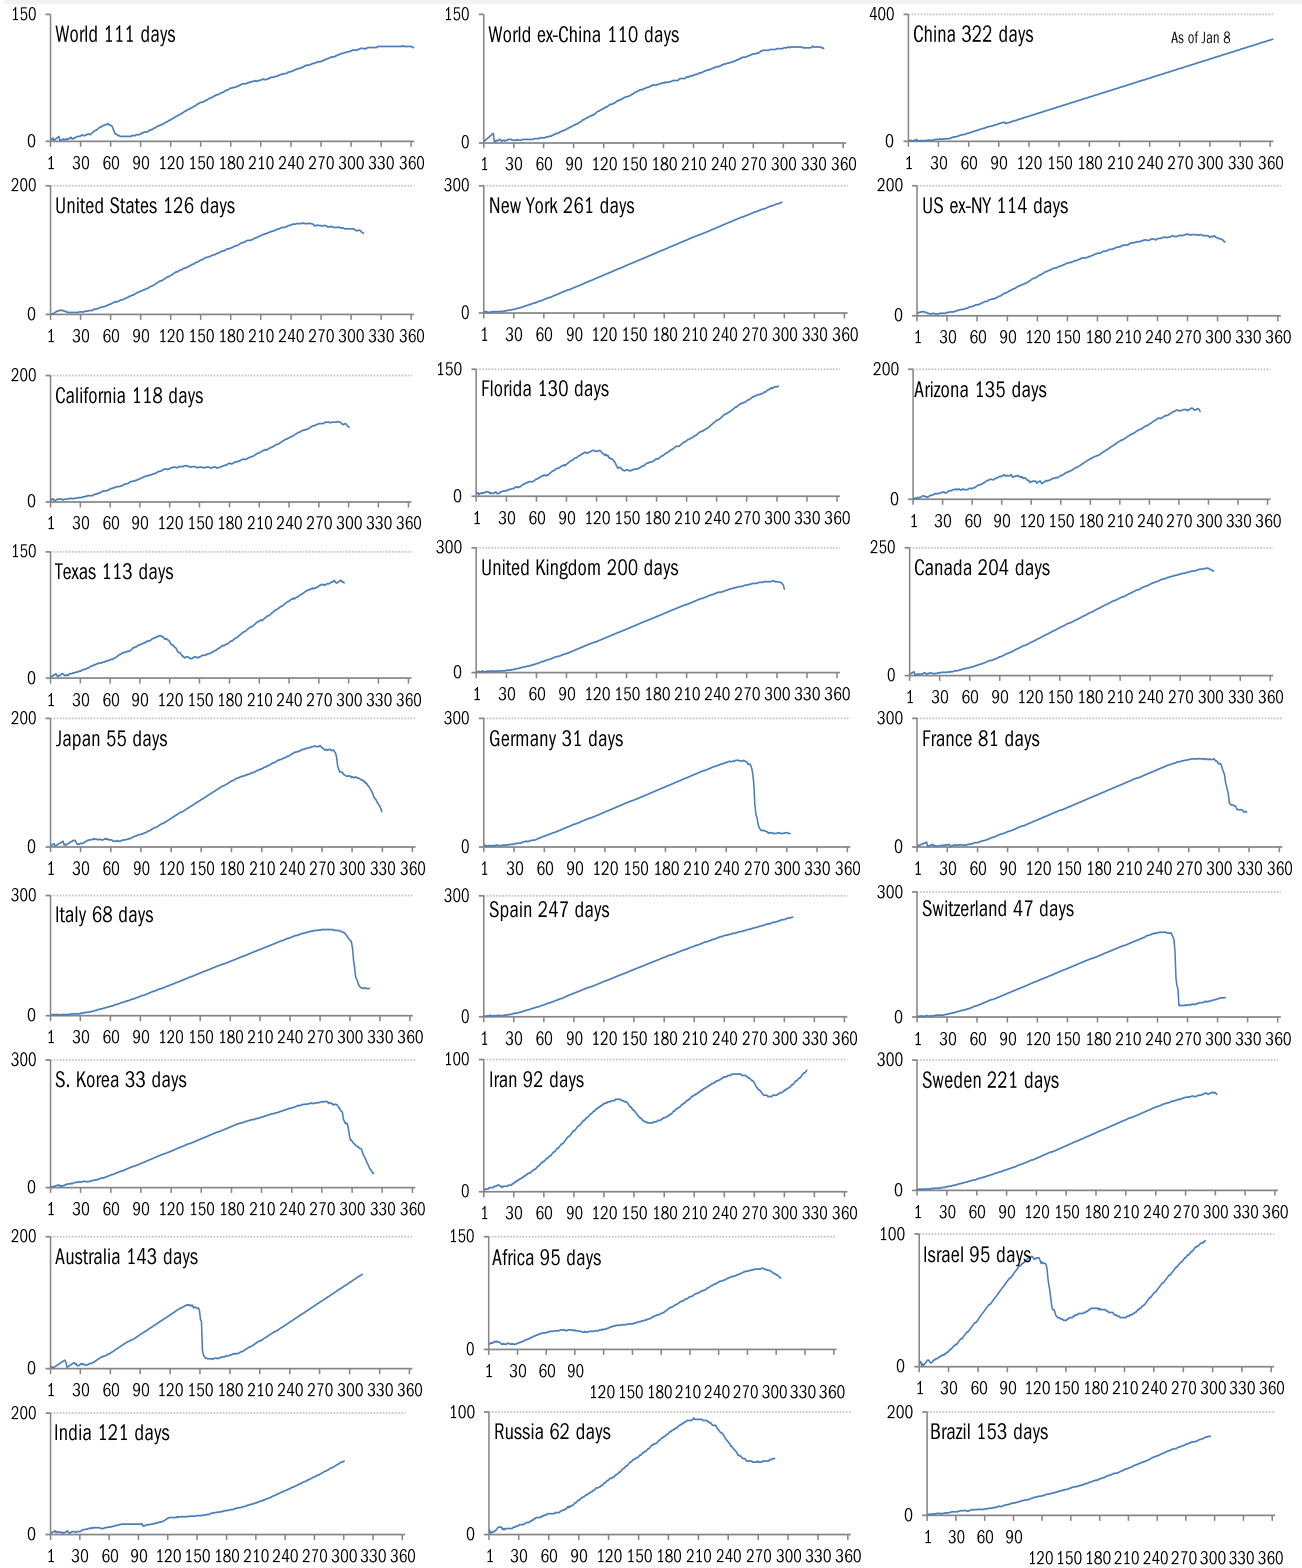 150
World 111 days
0
1 30 60 90 120 150 180 210 240 270 300 330 360
150
World ex-China 110 days
0
1 30 60 90 120 150 180 210 240 270 300 330 360
400
China 322 days
As of Jan 8
0
1 30 60 90 120 150 180 210 240 270 300 330 360
200
United States 126 days
0
1 30 60 90 120 150 180 210 240 270 300 330 360
300
New York 261 days
0
1 30 60 90 120 150 180 210 240 270 300 330 360
200
US ex-NY 114 days
0
1 30 60 90 120 150 180 210 240 270 300 330 360
200
California 118 days
0
1 30 60 90 120 150 180 210 240 270 300 330 360
150
Florida 130 days
0
1 30 60 90 120 150 180 210 240 270 300 330 360
200
Arizona 135 days
0
1 30 60 90 120 150 180 210 240 270 300 330 360
150
Texas 113 days
0
1 30 60 90 120 150 180 210 240 270 300 330 360
300
United Kingdom 200 days
0
1 30 60 90 120 150 180 210 240 270 300 330 360
250
Canada 204 days
0
1 30 60 90 120 150 180 210 240 270 300 330 360
200
Japan 55 days
0
1 30 60 90 120 150 180 210 240 270 300 330 360
300
Germany 31 days
0
1 30 60 90 120 150 180 210 240 270 300 330 360
300
France 81 days
0
1 30 60 90 120 150 180 210 240 270 300 330 360
300
Italy 68 days
0
1 30 60 90 120 150 180 210 240 270 300 330 360
300
Spain 247 days
0
1 30 60 90 120 150 180 210 240 270 300 330 360
300
Switzerland 47 days
0
1 30 60 90 120 150 180 210 240 270 300 330 360
300
S. Korea 33 days
0
1 30 60 90 120 150 180 210 240 270 300 330 360
100
Iran 92 days
0
1 30 60 90 120 150 180 210 240 270 300 330 360
300
Sweden 221 days
0
1 30 60 90 120 150 180 210 240 270 300 330 360
200
Australia 143 days
0
1 30 60 90 120 150 180 210 240 270 300 330 360
150
Africa 95 days
0
1 30 60 90
120 150 180 210 240 270 300 330 360
100
Israel 95 days
0
1 30 60 90 120 150 180 210 240 270 300 330 360
200
India 121 days
0
1 30 60 90 120 150 180 210 240 270 300 330 360
100
Russia 62 days
0
1 30 60 90 120 150 180 210 240 270 300 330 360
200
Brazil 153 days
0
1 30 60 90
120 150 180 210 240 270 300 330 360